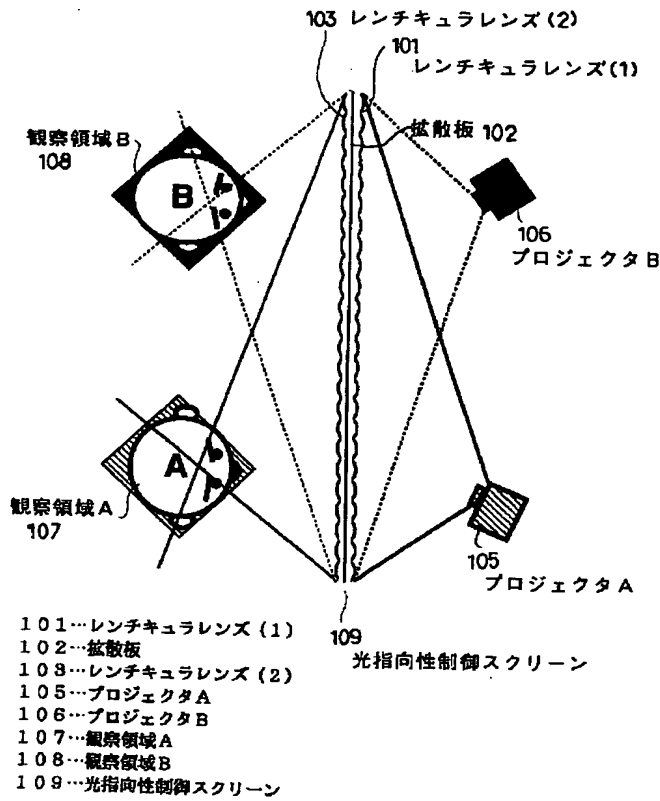 103 レンチキュラレンズ(2)
101
レンチキュラレンズ(1)
拡散板 102
観察領域B
108
B
106
プロジェクタB
A
観察領域A
107
105
プロジェクタA
109
光指向性制御スクリーン
101…レンチキュラレンズ(1)
102…拡散板
103…レンチキュラレンズ(2)
105…プロジェクタA
106…プロジェクタB
107…観察領域A
108…観察領域B
109…光指向性制御スクリーン